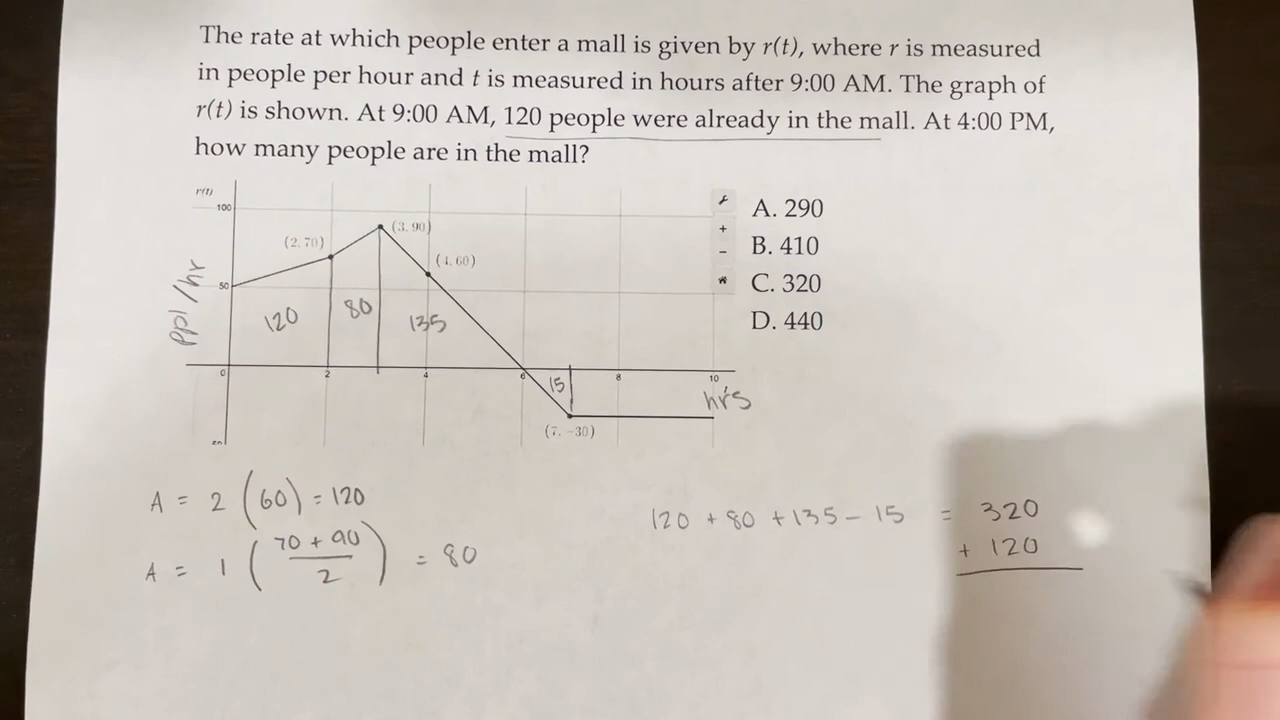 The rate at which people enter a mall is given by r(t), where r is measured
in people per hour and t is measured in hours after 9:00 AM. The graph of
r(t) is shown. At 9:00 AM, 120 people were already in the mall. At 4:00 PM,
how many people are in the mall?
r(t)
100
(3, 90)
(2, 70)
(4, 60)
50
ppl/hr
120
80
135
0
2
4
6
8
10
15
hrs
(7, -30)
+
-
A. 290
B. 410
C. 320
D. 440
A = 2 (60) = 120
A = 1 (70 + 90 / 2) = 80
120 + 80 + 135 - 15 = 320
+ 120